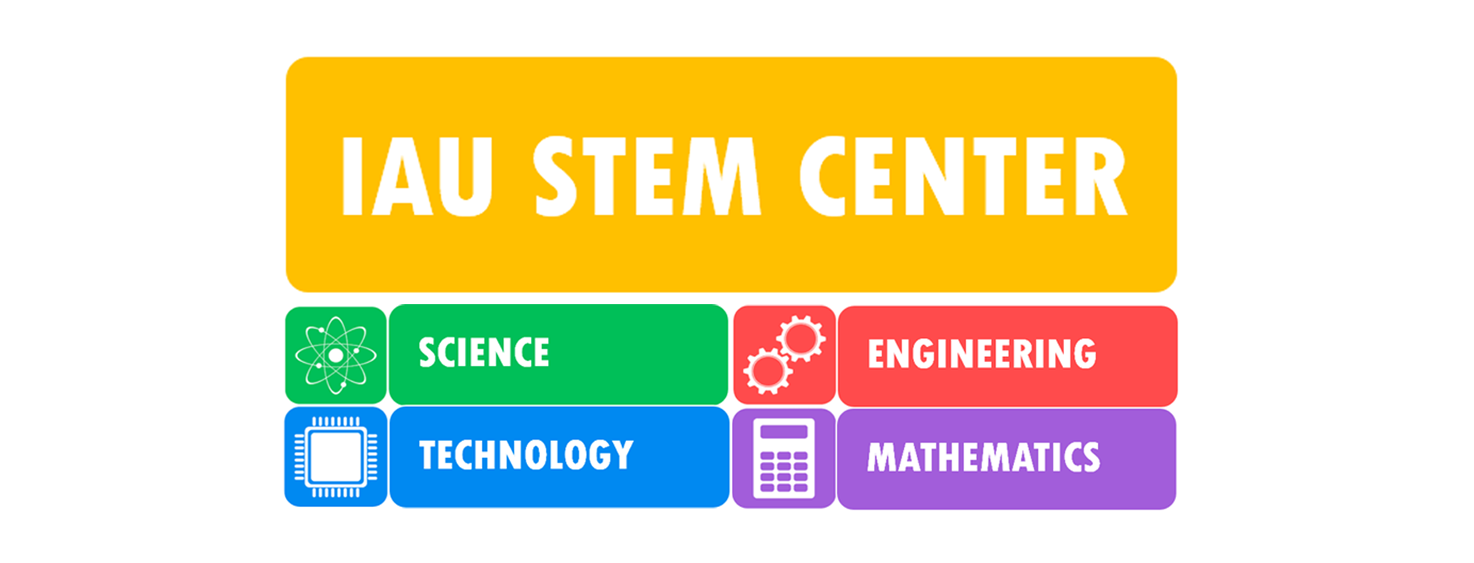 IAU STEM CENTER
SCIENCE
ENGINEERING
TECHNOLOGY
MATHEMATICS